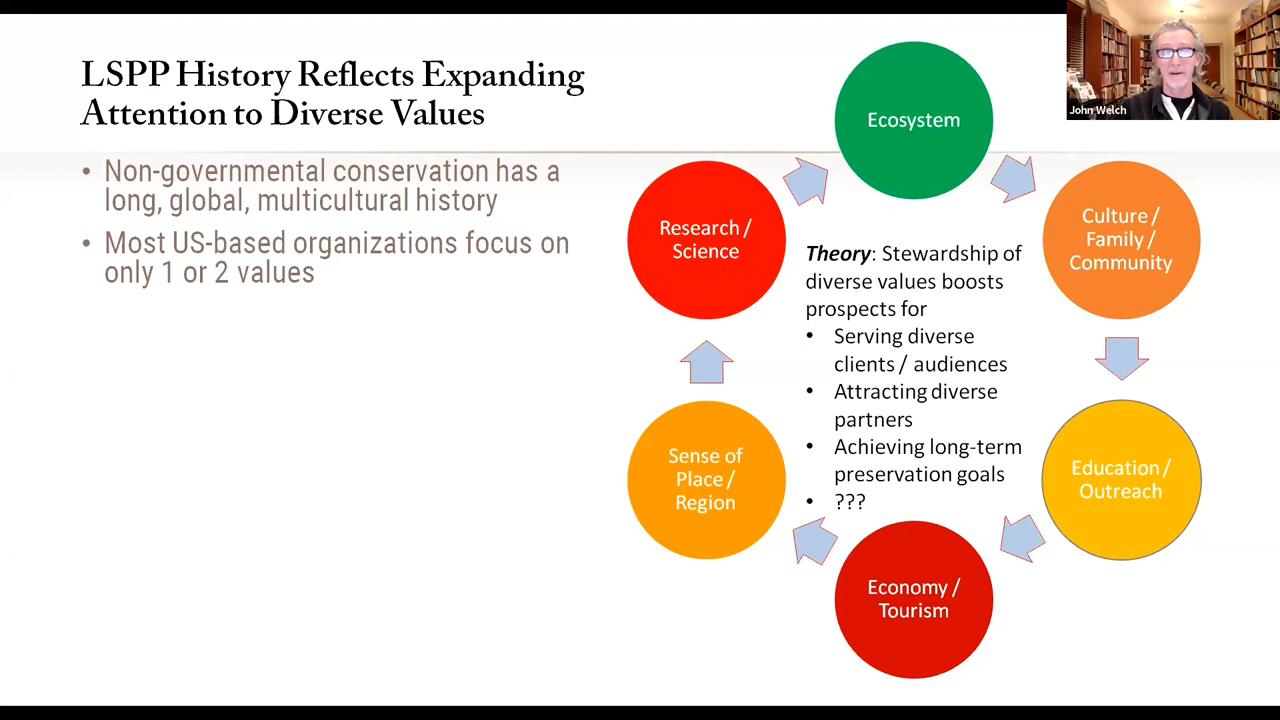 LSPP History Reflects Expanding
Attention to Diverse Values
• Non-governmental conservation has a
long, global, multicultural history
• Most US-based organizations focus on
only 1 or 2 values
Ecosystem
Culture /
Family /
Community
Education /
Outreach
Economy /
Tourism
Sense of
Place /
Region
Research /
Science
Theory: Stewardship of
diverse values boosts
prospects for
• Serving diverse
clients / audiences
• Attracting diverse
partners
• Achieving long-term
preservation goals
• ???
John Welch